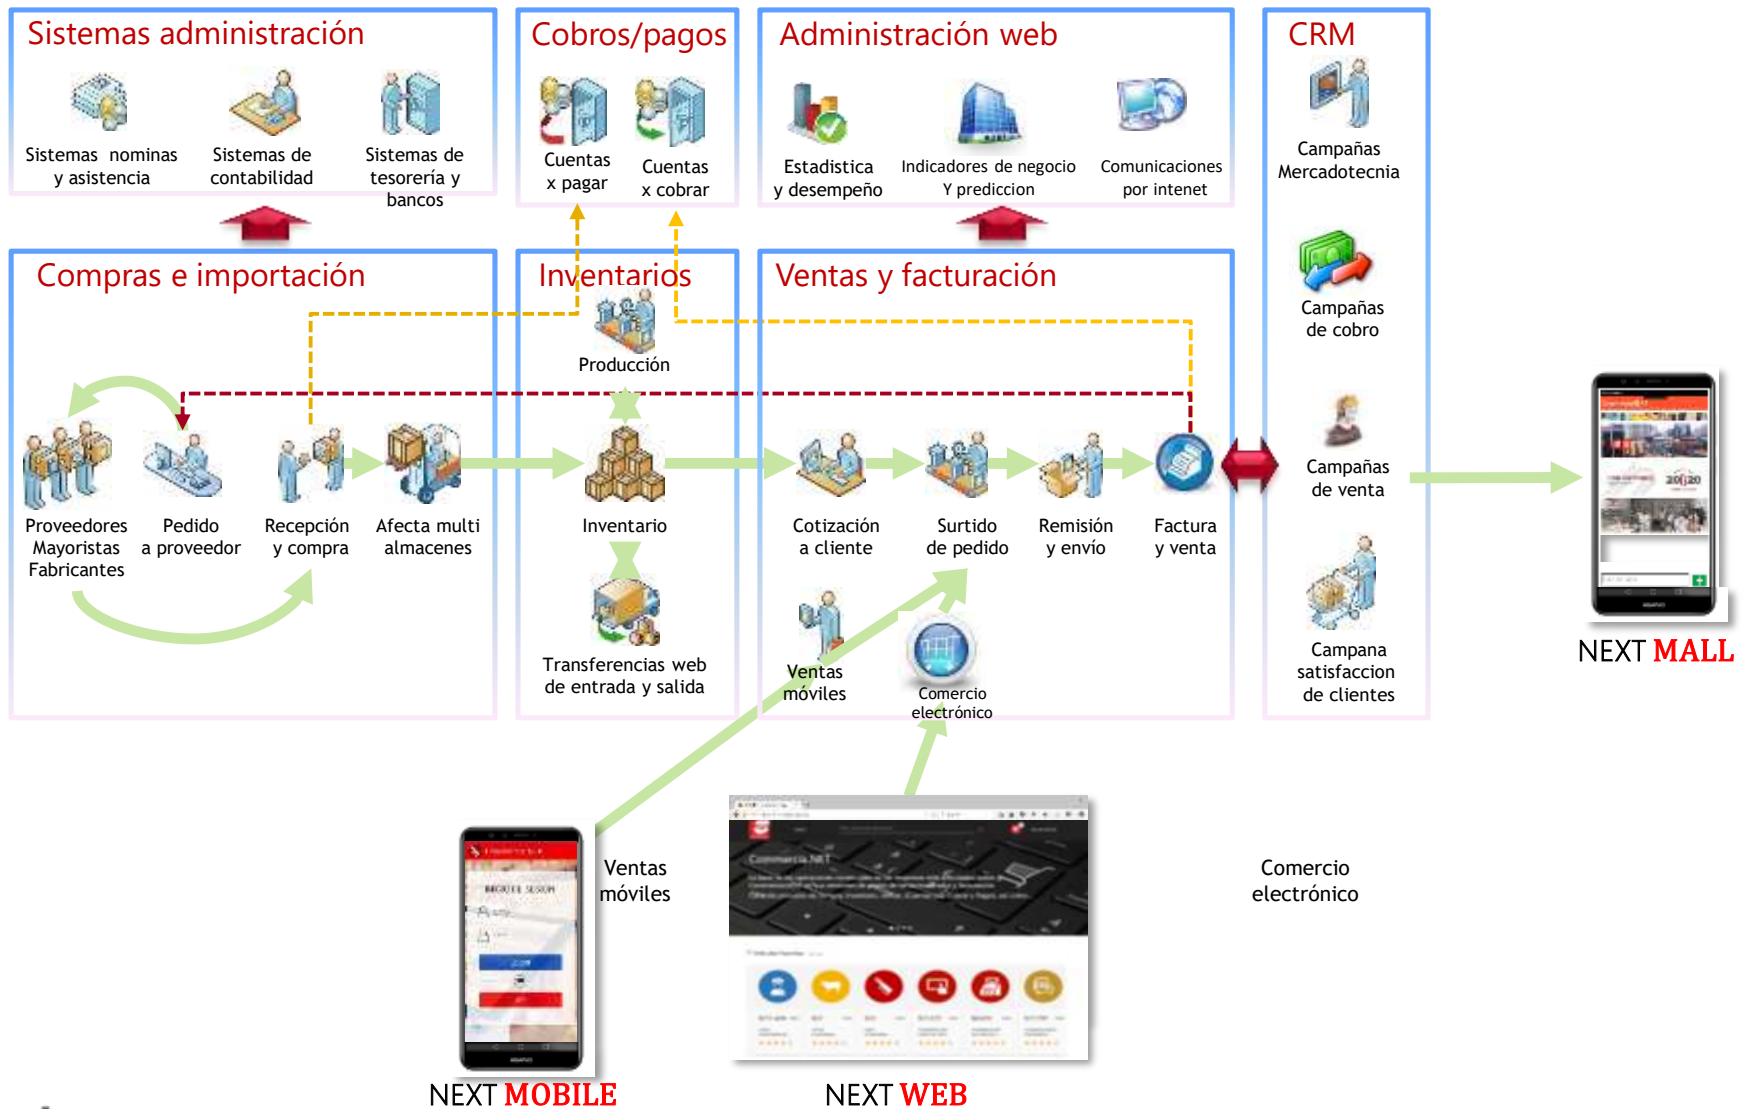 Sistemas administración
Sistemas nominas
y asistencia
Sistemas de
contabilidad
Sistemas de
tesorería y
bancos
Cobros/pagos
Cuentas
x pagar
Cuentas
x cobrar
Administración web
Estadistica
y desempeño
Indicadores de negocio
Y prediccion
Comunicaciones
por intenet
CRM
Campañas
Mercadotecnia
Campañas
de cobro
Campañas
de venta
Campana
satisfaccion
de clientes
Compras e importación
Proveedores
Mayoristas
Fabricantes
Pedido
a proveedor
Recepción
y compra
Afecta multi
almacenes
Inventarios
Producción
Inventario
Transferencias web
de entrada y salida
Ventas y facturación
Cotización
a cliente
Surtido
de pedido
Remisión
y envío
Factura
y venta
Ventas
móviles
Comercio
electrónico
NEXT MALL
Ventas
móviles
Comercio
electrónico
INICIO DE SESION
NEXT MOBILE
NEXT WEB